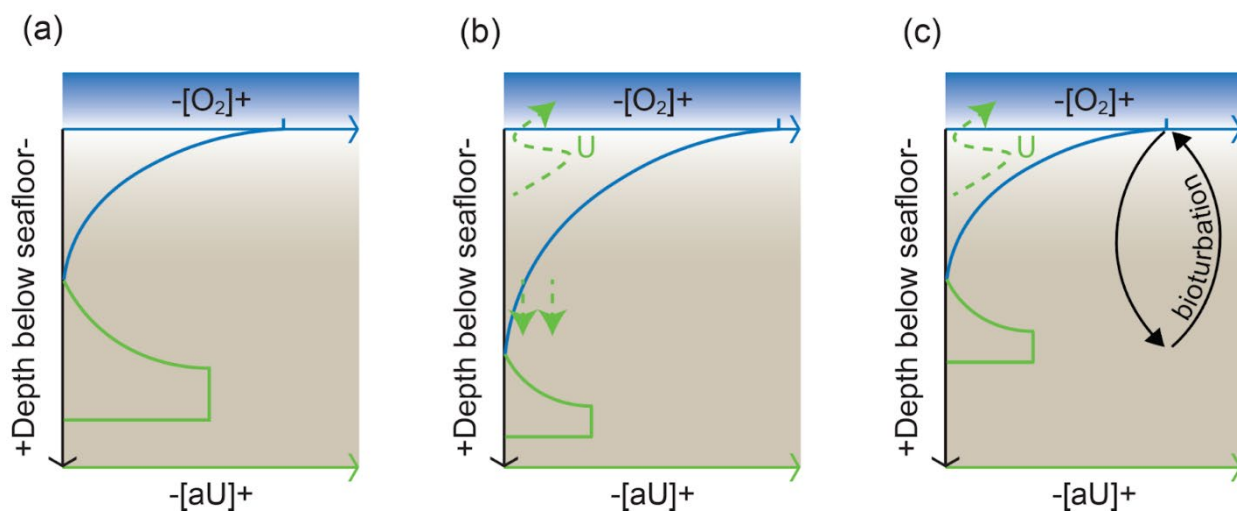 (a)
-[O₂]+
+Depth below seafloor-
-[aU]+
(b)
-[O₂]+
U
+Depth below seafloor-
-[aU]+
(c)
-[O₂]+
U
bioturbation
+Depth below seafloor-
-[aU]+